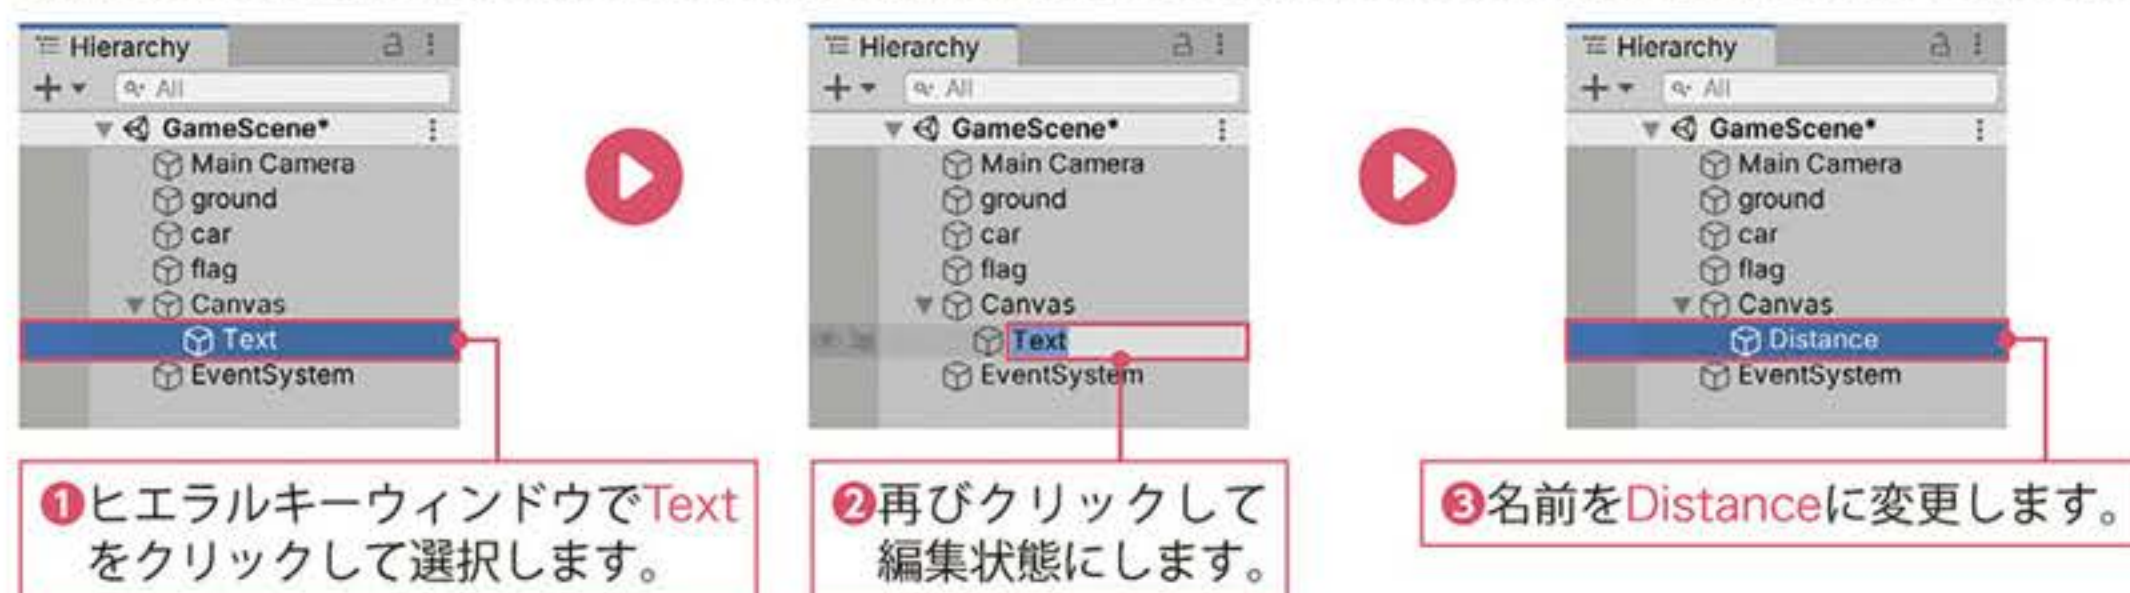 Hierarchy
All
GameScene*
Main Camera
ground
car
flag
Canvas
Text
EventSystem
❶ヒエラルキーウィンドウでText
をクリックして選択します。
Hierarchy
All
GameScene*
Main Camera
ground
car
flag
Canvas
Text
EventSystem
❷再びクリックして
編集状態にします。
Hierarchy
All
GameScene*
Main Camera
ground
car
flag
Canvas
Distance
EventSystem
❸名前をDistanceに変更します。